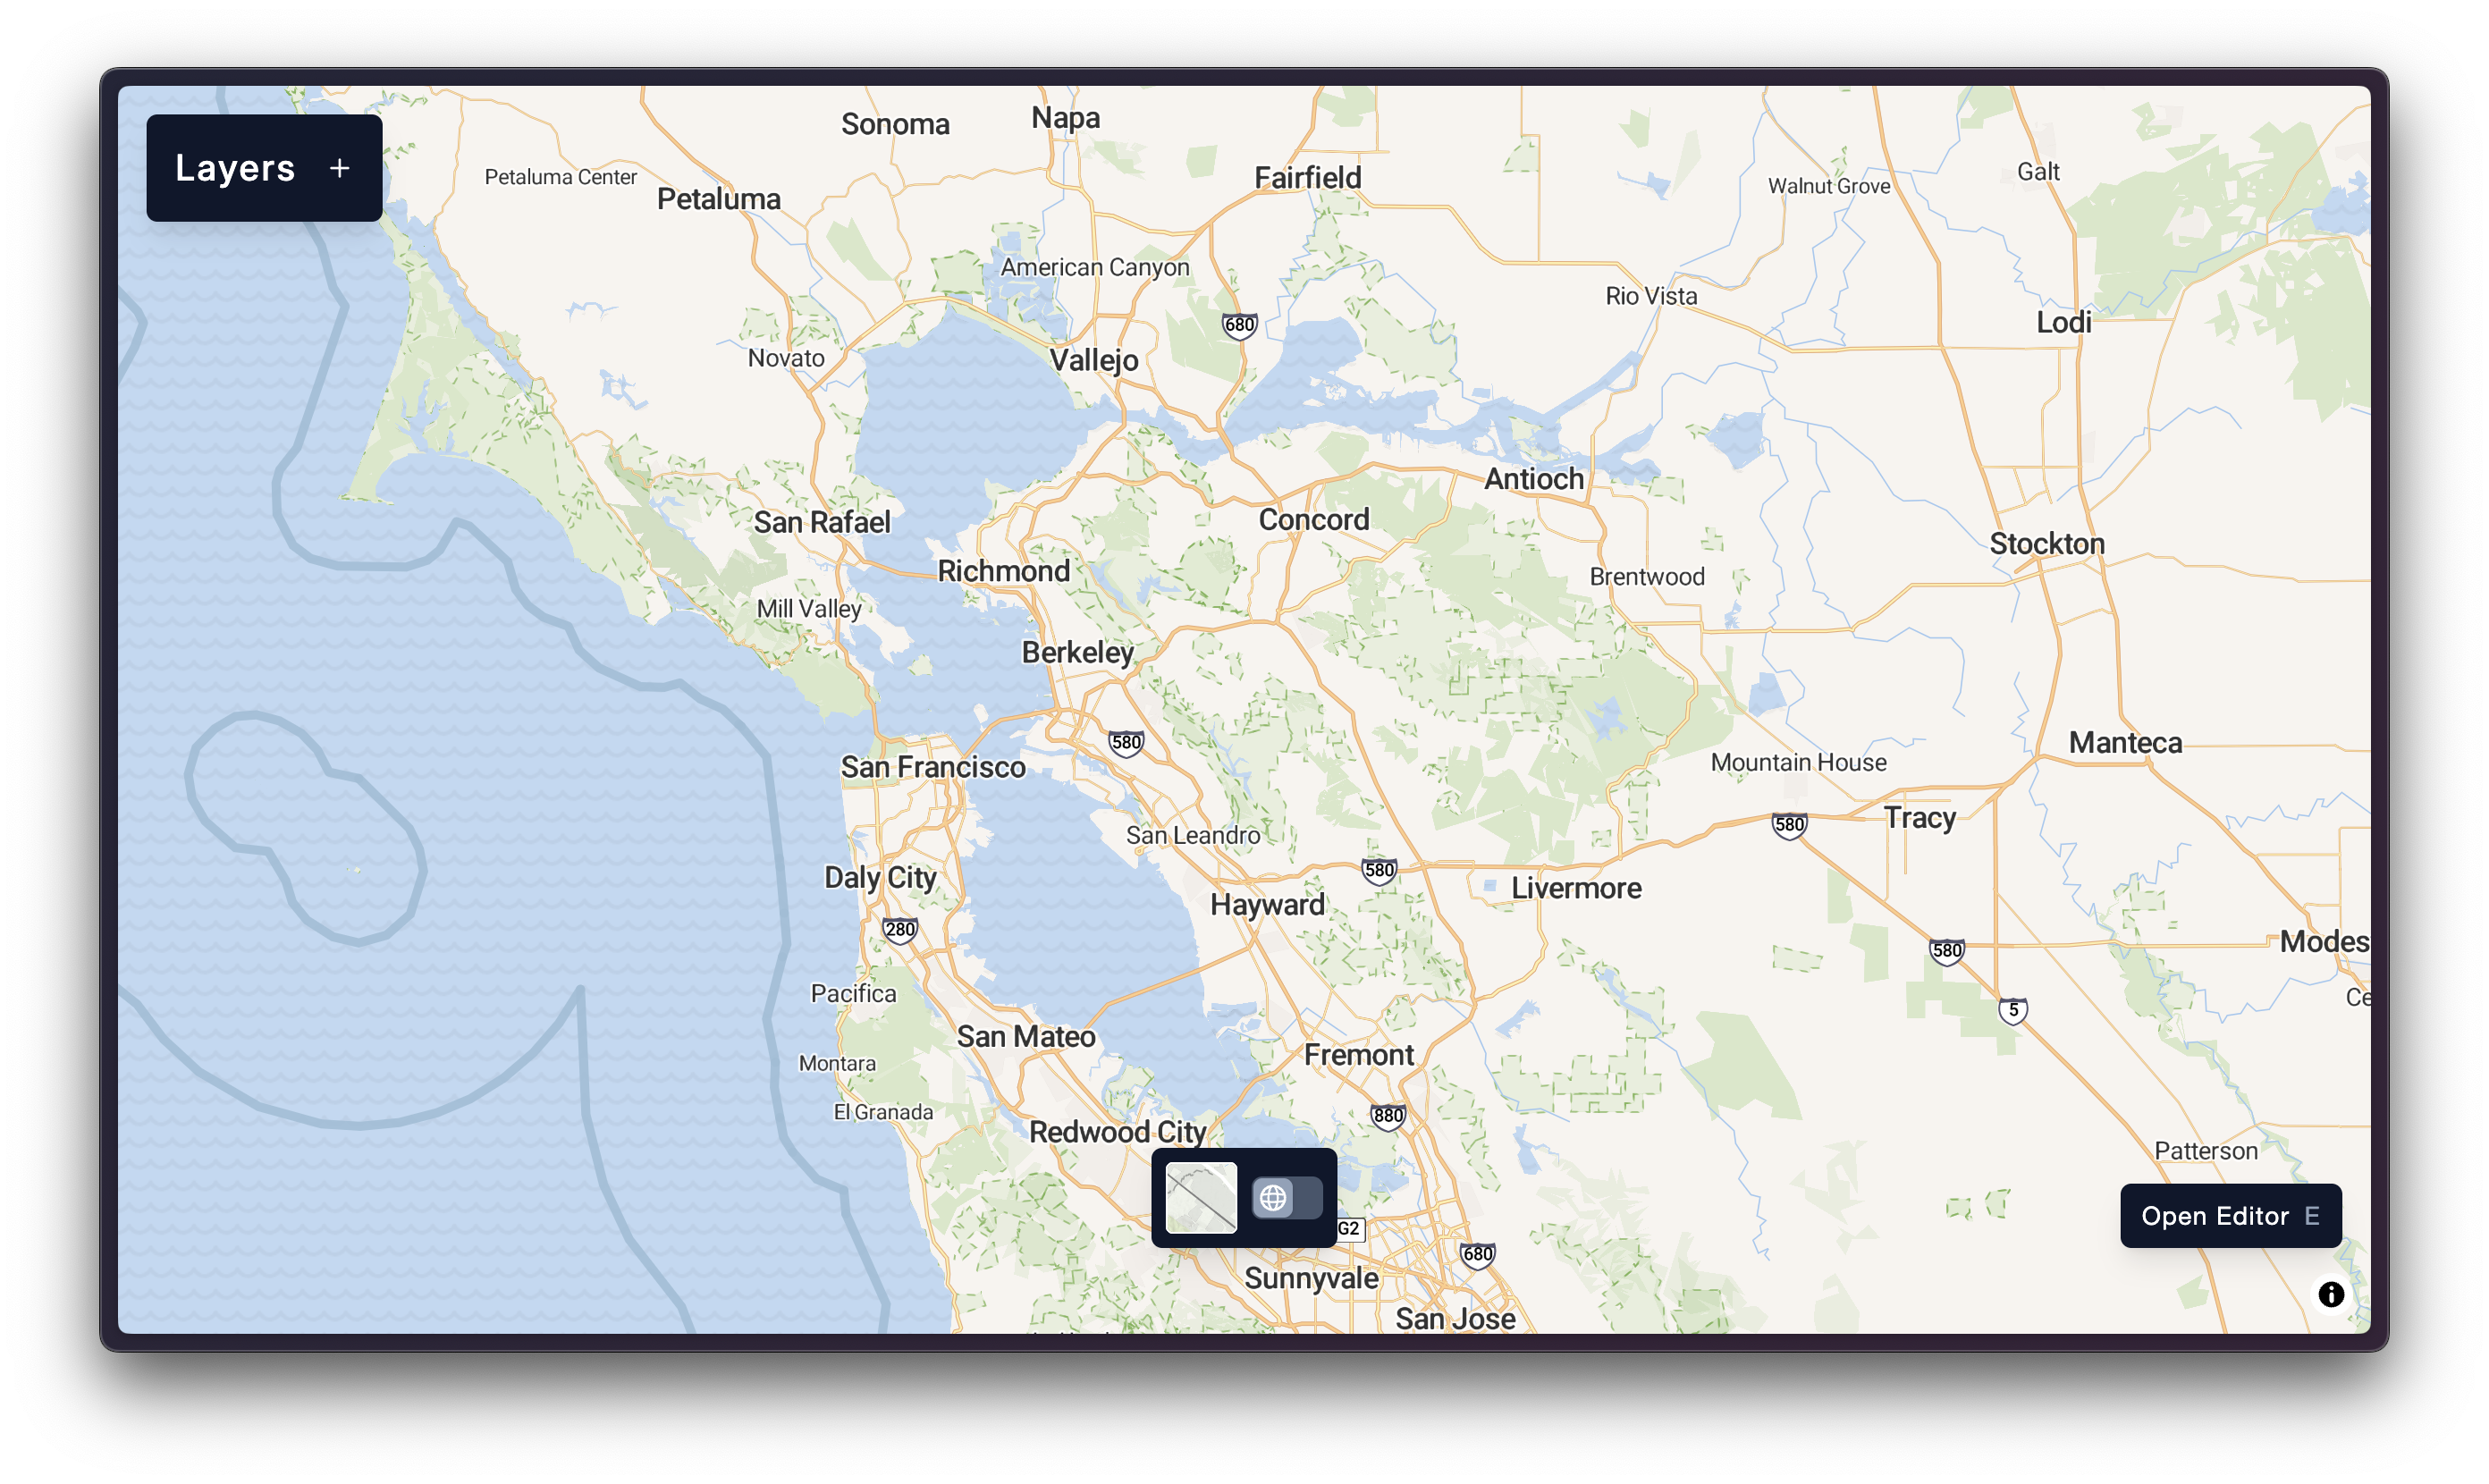 Sonoma
Napa
Layers +
Petaluma Center
Petaluma
Fairfield
Galt
Walnut Grove
American Canyon
Rio Vista
680
Lodi
Novato
Vallejo
Antioch
San Rafael
Concord
Stockton
Richmond
Brentwood
Mill Valley
Berkeley
580
Manteca
San Francisco
Mountain House
580
Tracy
San Leandro
Daly City
580
Livermore
Hayward
280
Modes
580
Pacifica
Ce
5
San Mateo
Fremont
Montara
El Granada
880
Redwood City
Patterson
Open Editor E
G2
680
Sunnyvale
San Jose